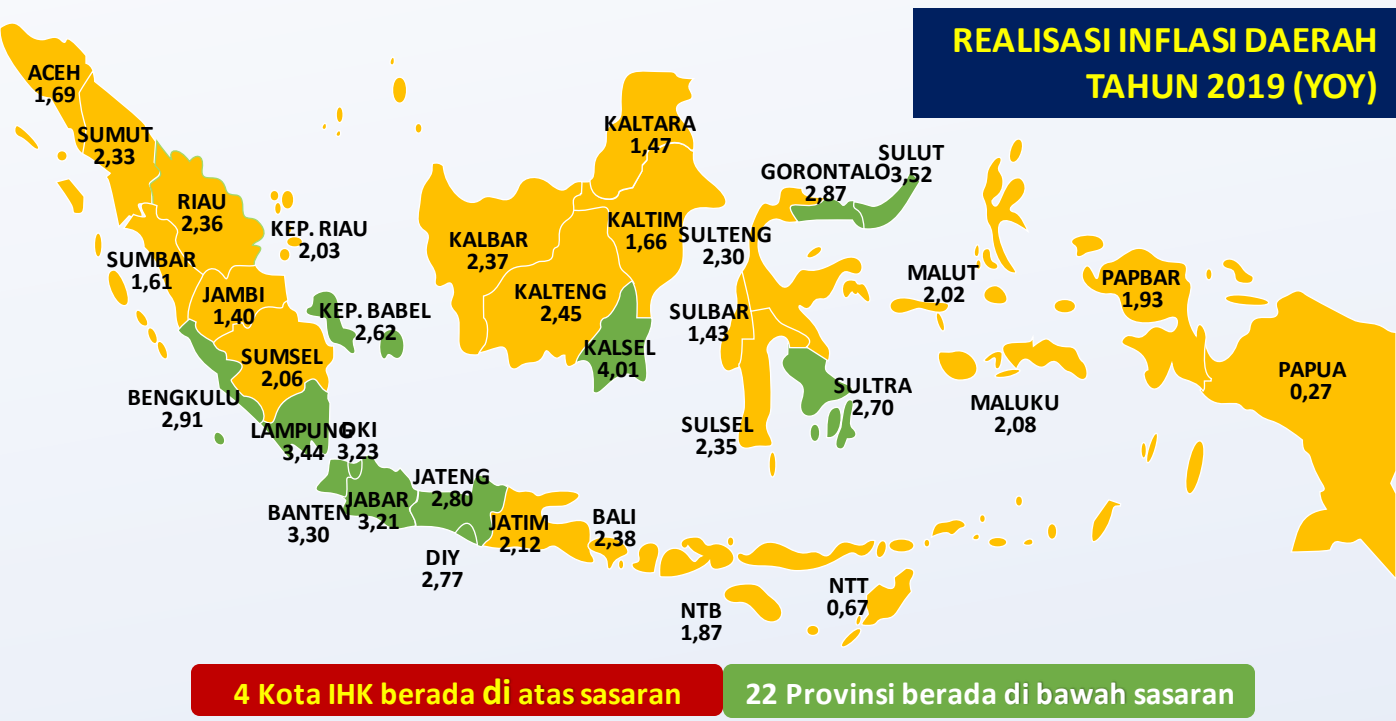 REALISASI INFLASI DAERAH
TAHUN 2019 (YOY)
ACEH
1,69
SUMUT
2,33
RIAU
2,36
KEP. RIAU
2,03
SUMBAR
1,61
JAMBI
1,40
KEP. BABEL
2,62
SUMSEL
2,06
BENGKULU
2,91
LAMPUNG
3,44
DKI
3,23
BANTEN
3,30
JABAR
3,21
JATENG
2,80
DIY
2,77
JATIM
2,12
BALI
2,38
NTB
1,87
NTT
0,67
KALBAR
2,37
KALTENG
2,45
KALSEL
4,01
KALTIM
1,66
KALTARA
1,47
SULUT
3,52
GORONTALO
2,87
SULTENG
2,30
SULBAR
1,43
SULSEL
2,35
SULTRA
2,70
MALUT
2,02
MALUKU
2,08
PAPBAR
1,93
PAPUA
0,27
4 Kota IHK berada di atas sasaran
22 Provinsi berada di bawah sasaran